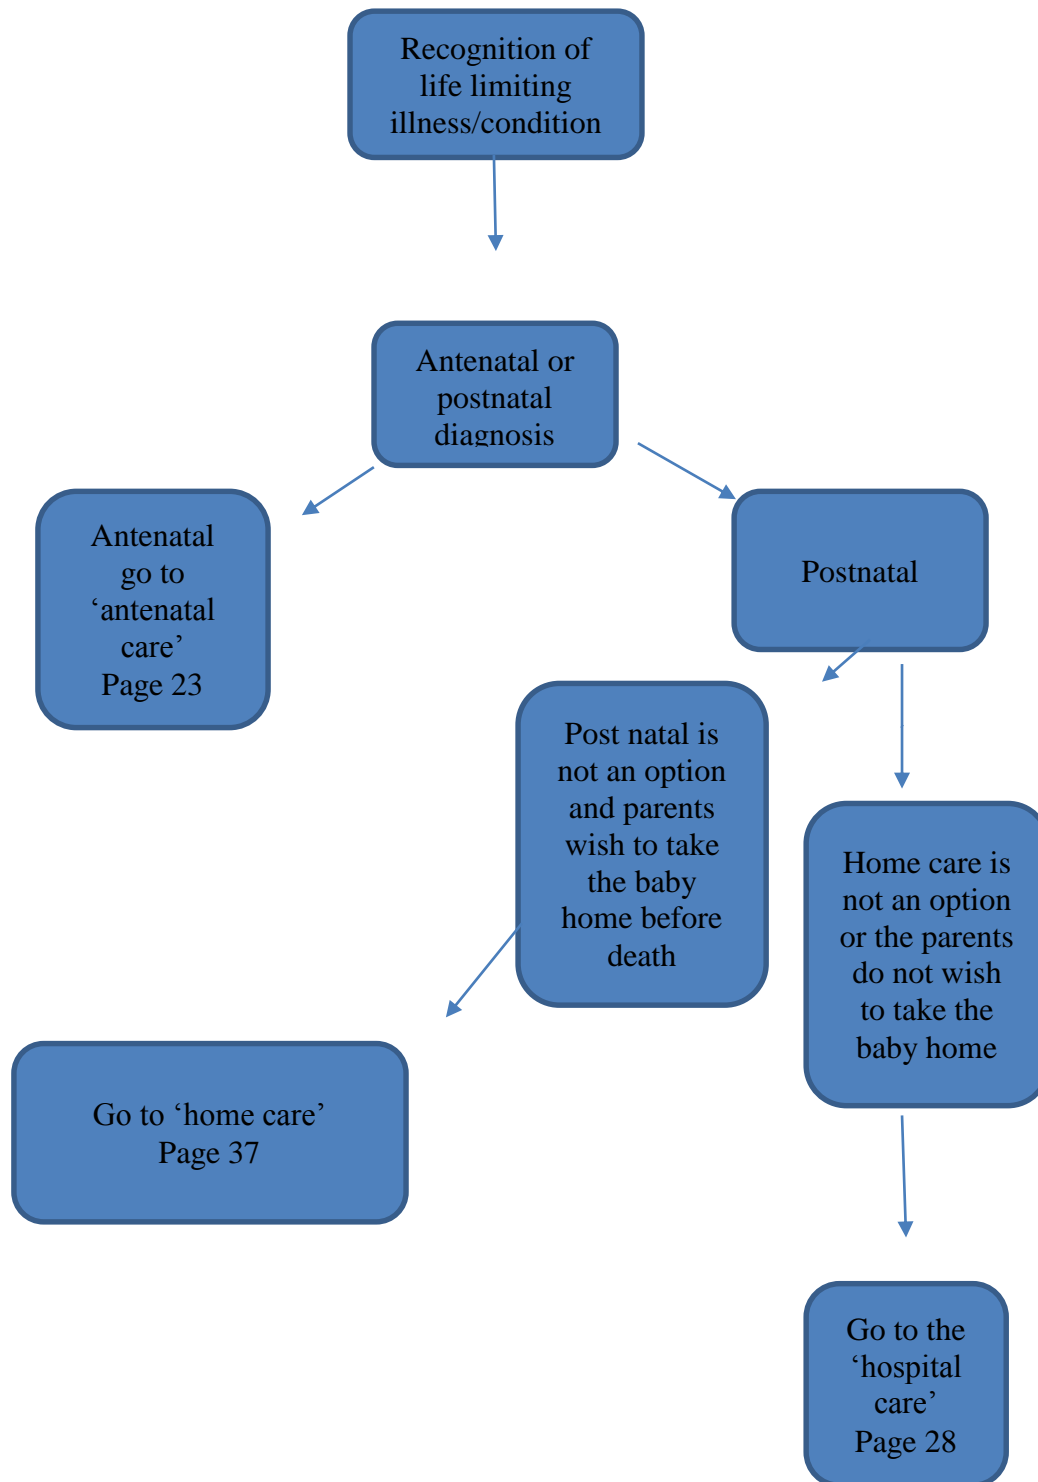 Recognition of
life limiting
illness/condition
Antenatal or
postnatal
diagnosis
Antenatal
go to
‘antenatal
care’
Page 23
Postnatal
Post natal is
not an option
and parents
wish to take
the baby
home before
death
Home care is
not an option
or the parents
do not wish
to take the
baby home
Go to ‘home care’
Page 37
Go to the
‘hospital
care’
Page 28